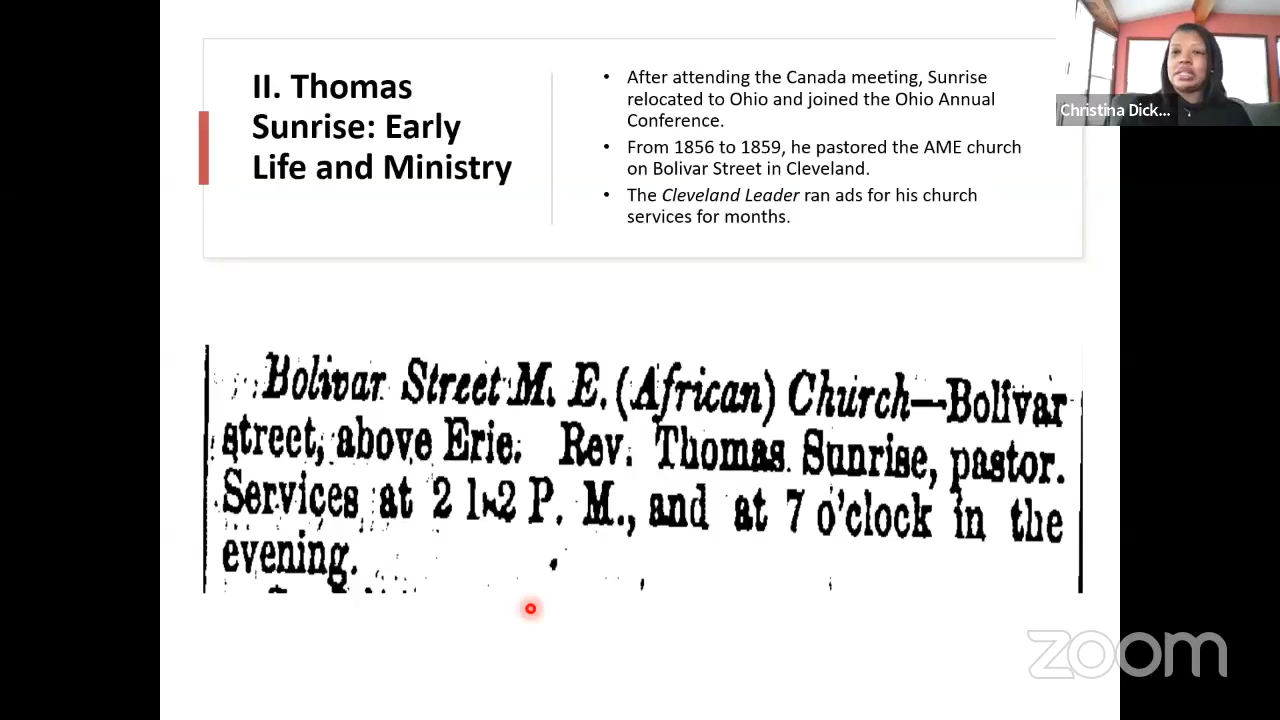 II. Thomas
Sunrise: Early
Life and Ministry
• After attending the Canada meeting, Sunrise
relocated to Ohio and joined the Ohio Annual
Conference.
• From 1856 to 1859, he pastored the AME church
on Bolivar Street in Cleveland.
• The Cleveland Leader ran ads for his church
services for months.
Christina Dick...
Bolivar Street M. E. (African) Church—Bolivar
street, above Erie. Rev. Thomas Sunrise, pastor.
Services at 2 1-2 P. M., and at 7 o'clock in the
evening.
zoom